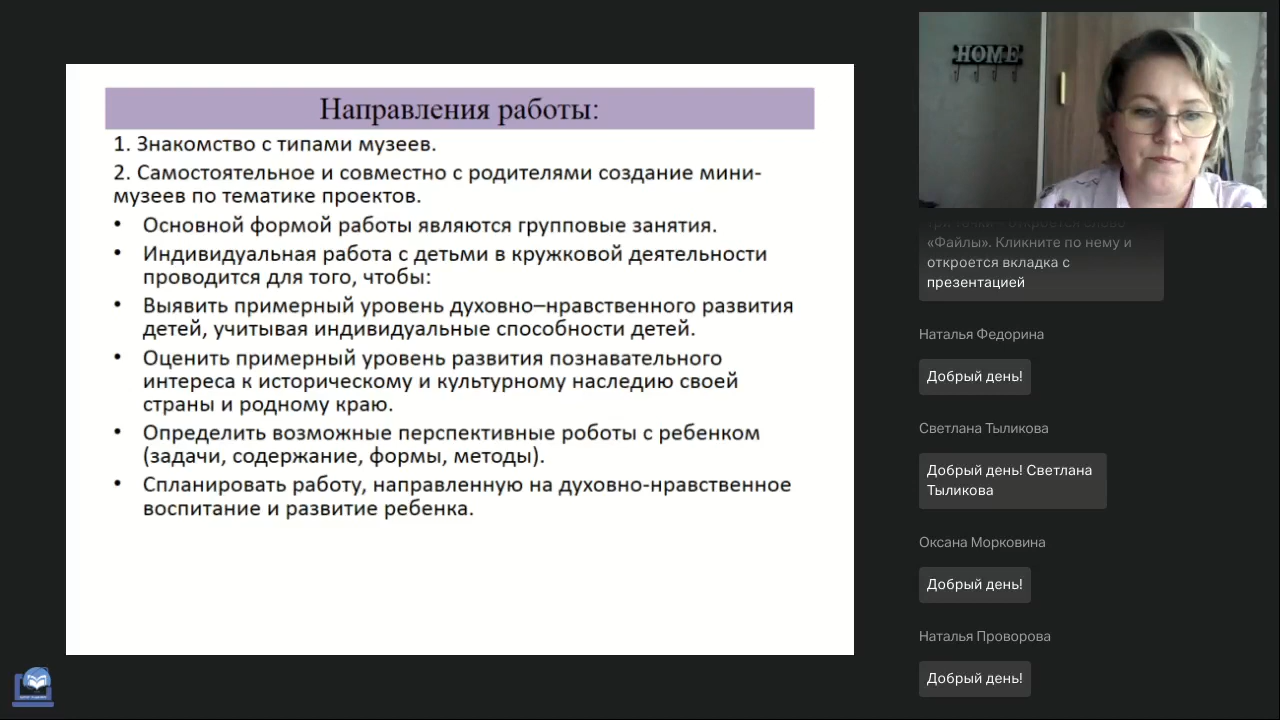 Направления работы:
1. Знакомство с типами музеев.
2. Самостоятельное и совместно с родителями создание мини-
музеев по тематике проектов.
• Основной формой работы являются групповые занятия.
• Индивидуальная работа с детьми в кружковой деятельности
проводится для того, чтобы:
• Выявить примерный уровень духовно–нравственного развития
детей, учитывая индивидуальные способности детей.
• Оценить примерный уровень развития познавательного
интереса к историческому и культурному наследию своей
страны и родному краю.
• Определить возможные перспективные роботы с ребенком
(задачи, содержание, формы, методы).
• Спланировать работу, направленную на духовно-нравственное
воспитание и развитие ребенка.
HOME
«Файлы». Кликните по нему и
откроется вкладка с
презентацией
Наталья Федорина
Добрый день!
Светлана Тыликова
Добрый день! Светлана
Тыликова
Оксана Морковина
Добрый день!
Наталья Проворова
Добрый день!